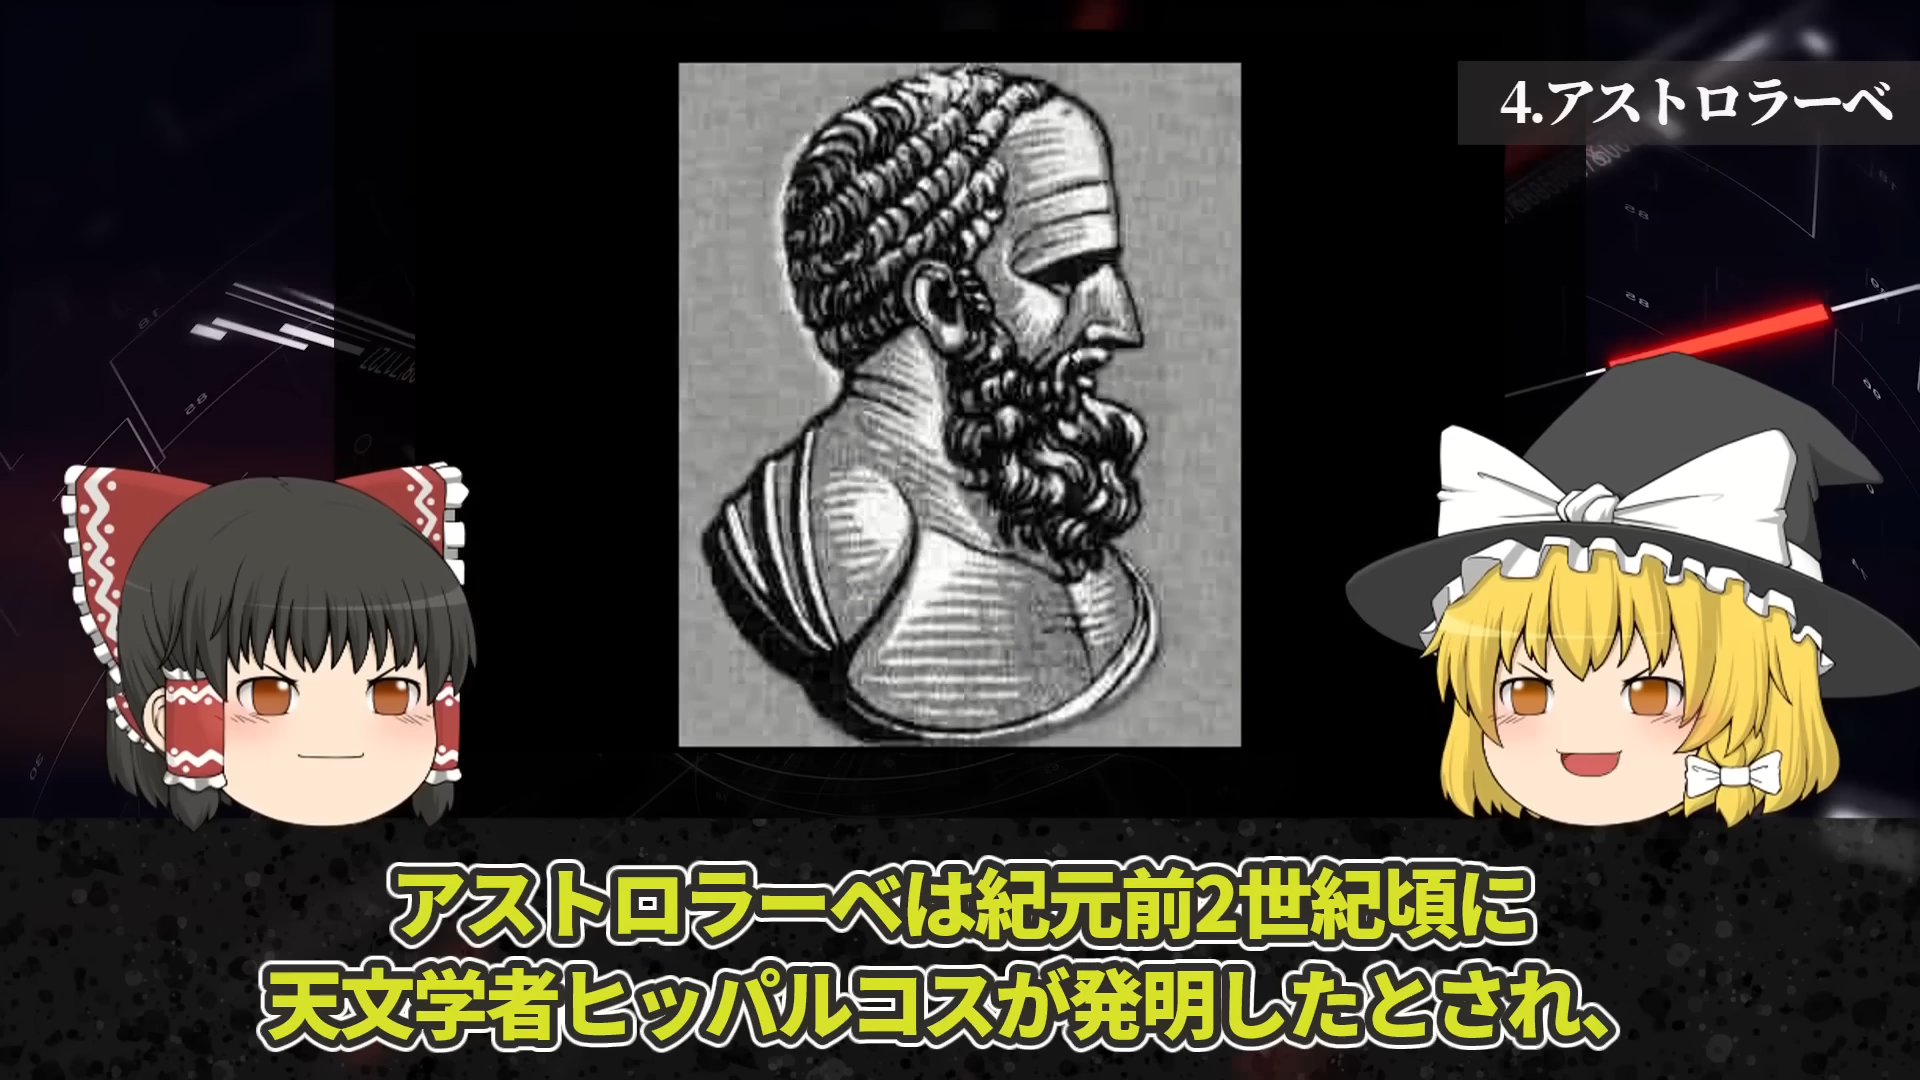 4.アストロラーベ
アストロラーベは紀元前2世紀頃に
天文学者ヒッパルコスが発明したとされ、